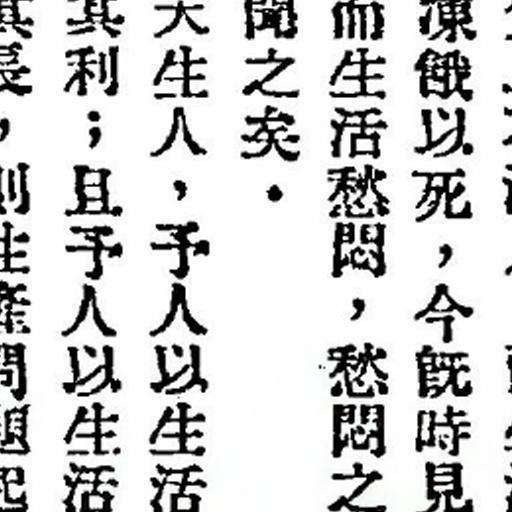 凍餓以死，今旣時見
而生活愁悶，愁悶之
聞之矣．
天生人，予人以生活
其利；且予人以生活
其長，則生產問題起